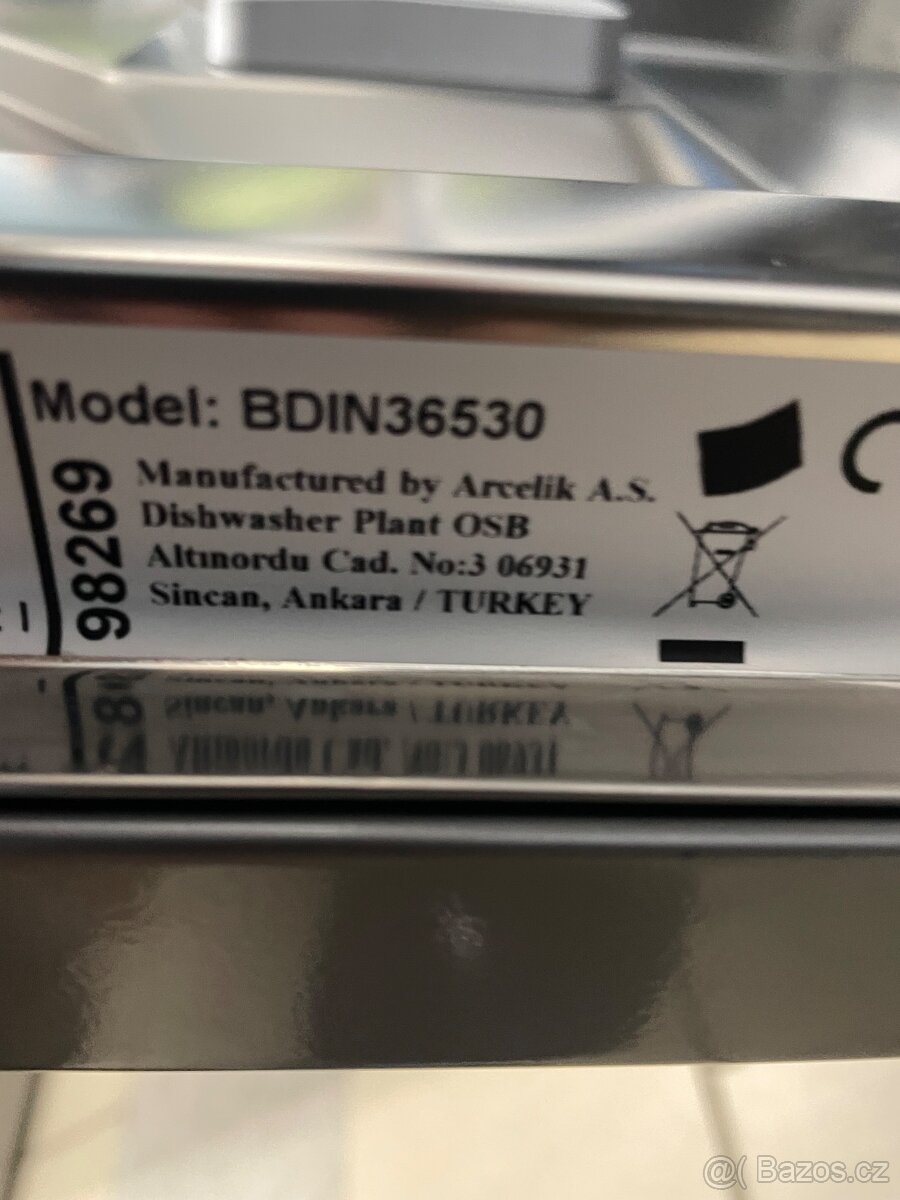 Model: BDIN36530
98269
Manufactured by Arcelik A.S.
Dishwasher Plant OSB
Altınordu Cad. No:3 06931
Sincan, Ankara / TURKEY
@( Bazos.cz